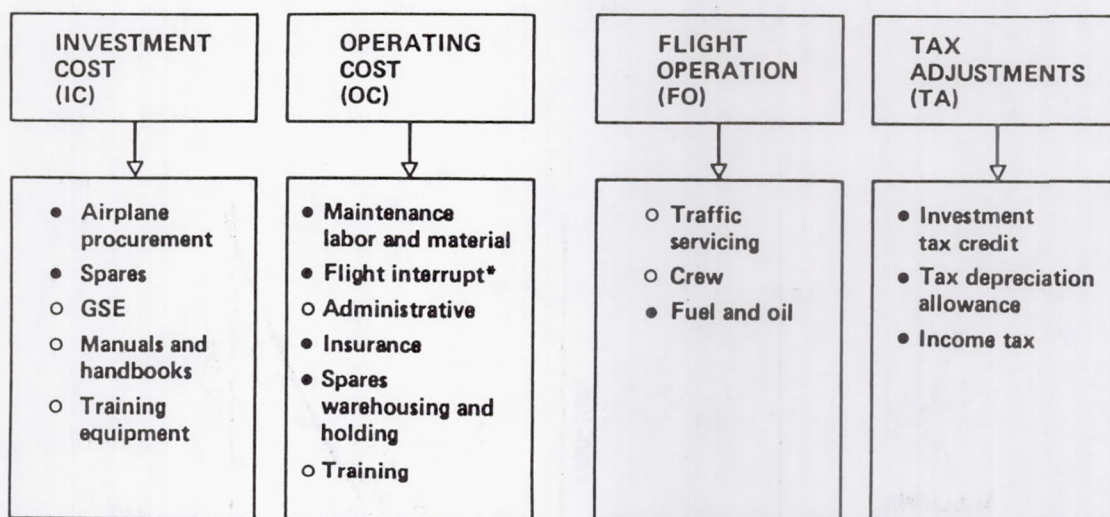 INVESTMENT
COST
(IC)
● Airplane
procurement
● Spares
○ GSE
○ Manuals and
handbooks
○ Training
equipment
OPERATING
COST
(OC)
● Maintenance
labor and material
● Flight interrupt*
○ Administrative
● Insurance
● Spares
warehousing and
holding
○ Training
FLIGHT
OPERATION
(FO)
○ Traffic
servicing
○ Crew
● Fuel and oil
TAX
ADJUSTMENTS
(TA)
● Investment
tax credit
● Tax depreciation
allowance
● Income tax